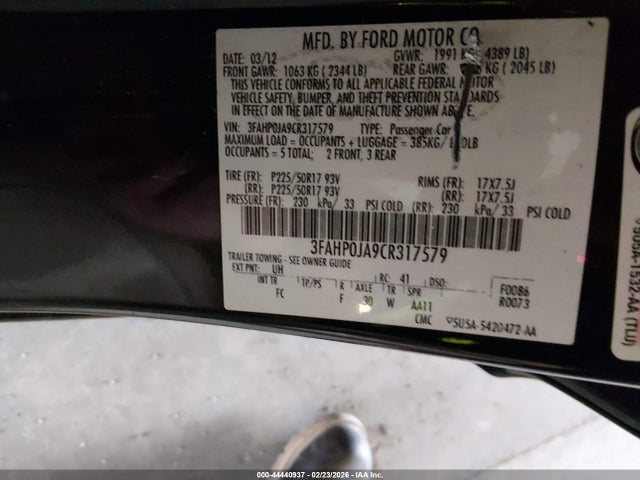 MFD. BY FORD MOTOR CO.
DATE: 03/12 GVWR: 1991 KG 4389 LB)
FRONT GAWR: 1063 KG ( 2344 LB) REAR GAWR: KG ( 2045 LB)
THIS VEHICLE CONFORMS TO ALL APPLICABLE FEDERAL MOTOR
VEHICLE SAFETY, BUMPER, AND THEFT PREVENTION STANDARDS
IN EFFECT ON THE DATE OF MANUFACTURE SHOWN ABOVE.
VIN: 3FAHP0JA9CR317579 TYPE: Passenger Car
MAXIMUM LOAD = OCCUPANTS + LUGGAGE = 385KG/
OCCUPANTS = 5 TOTAL; 2 FRONT, 3 REAR
TIRE (FR): P225/50R17 93V RIMS (FR): 17X7.5J
(RR): P225/50R17 93V (RR): 17X7.5J
PRESSURE (FR): 230 kPa/ 33 PSI COLD (RR): 230 kPa/33 PSI COLD
3FAHP0JA9CR317579
TRAILER TOWING - SEE OWNER GUIDE
EXT PNT: UH RC: 41 DSO:
INT TR TP/PS R AXLE TR SPR F0086
FC F 30 W AA11 R0073
CMC ▽5U5A-5420472-AA
000-44440937 - 02/23/2026 - Copyright IAA, LLC.